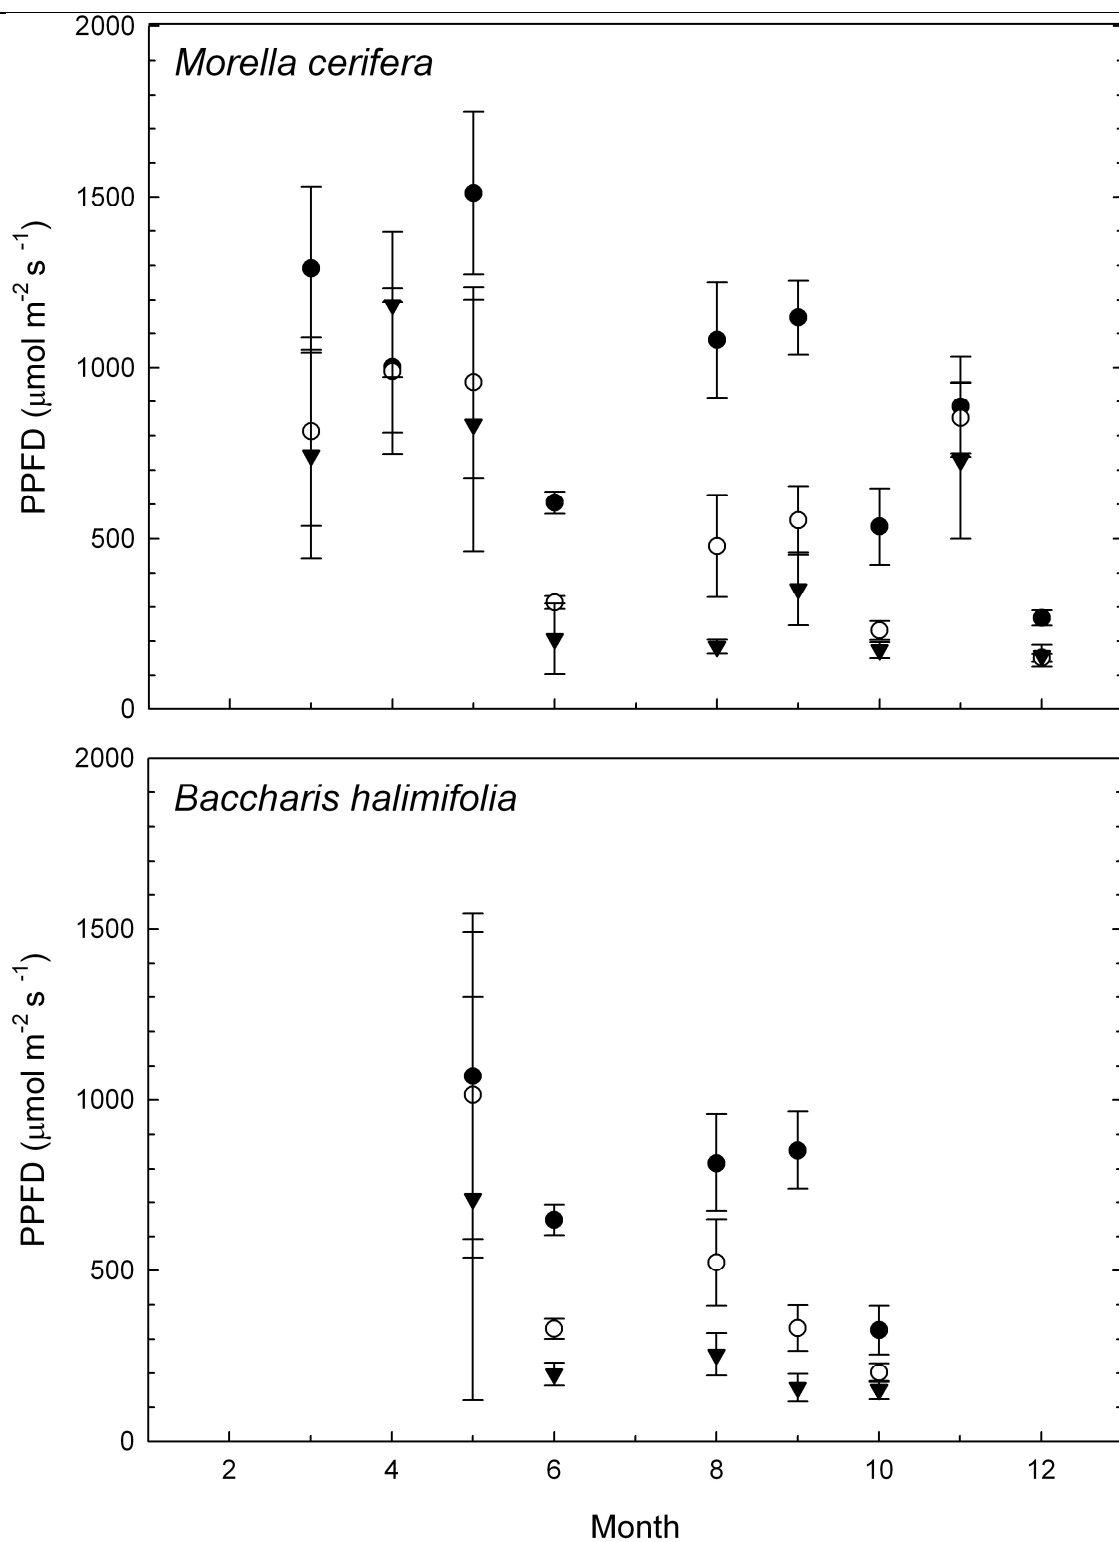 2000
Morella cerifera
1500
1000
500
0
PPFD (μmol m-2 s -1)
2000
Baccharis halimifolia
1500
1000
500
0
PPFD (μmol m-2 s -1)
2 4 6 8 10 12
Month